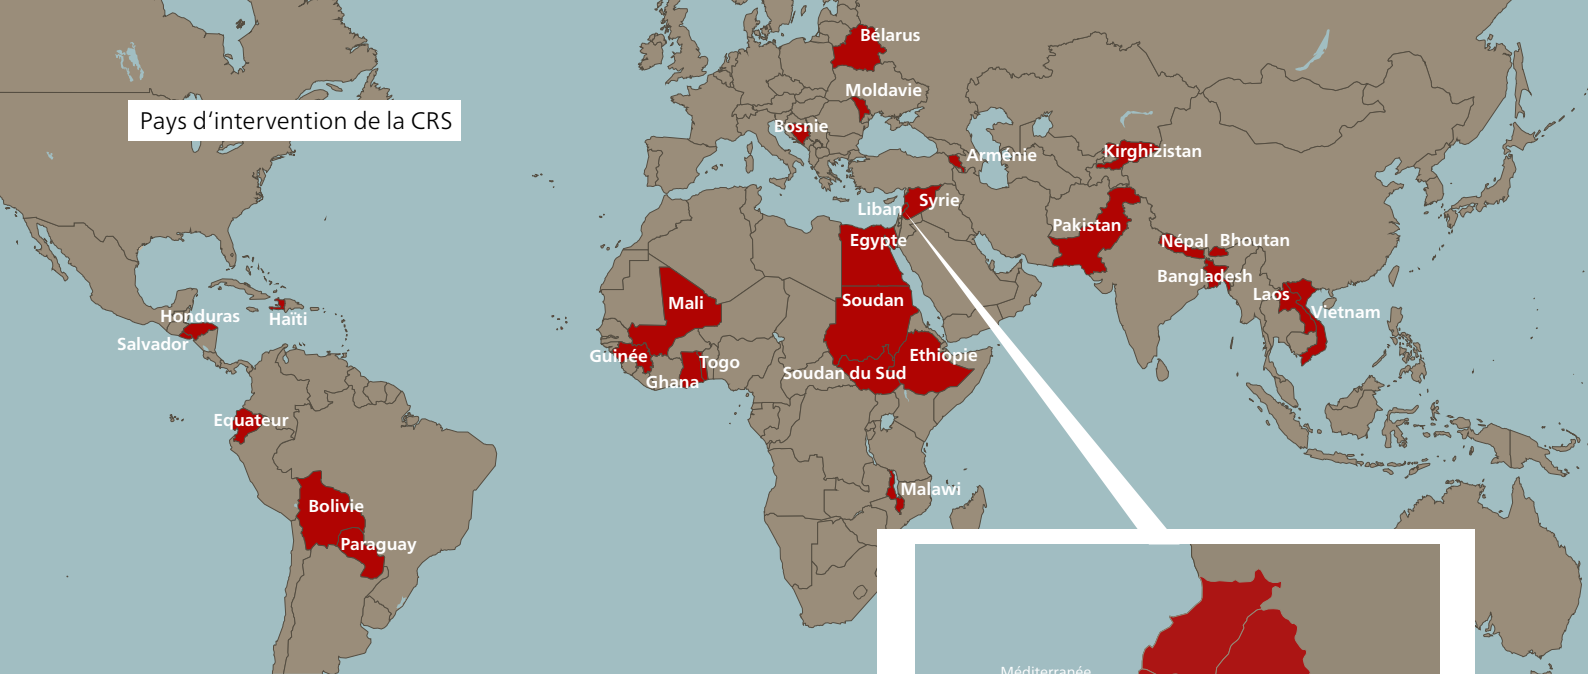 Bélarus
Moldavie
Pays d’intervention de la CRS
Bosnie
Arménie
Kirghizistan
Syrie
Liban
Pakistan
Egypte
Népal
Bhoutan
Bangladesh
Laos
Soudan
Mali
Vietnam
Honduras
Haïti
Salvador
Guinée
Togo
Ethiopie
Soudan du Sud
Ghana
Equateur
Malawi
Bolivie
Paraguay
Méditerranée